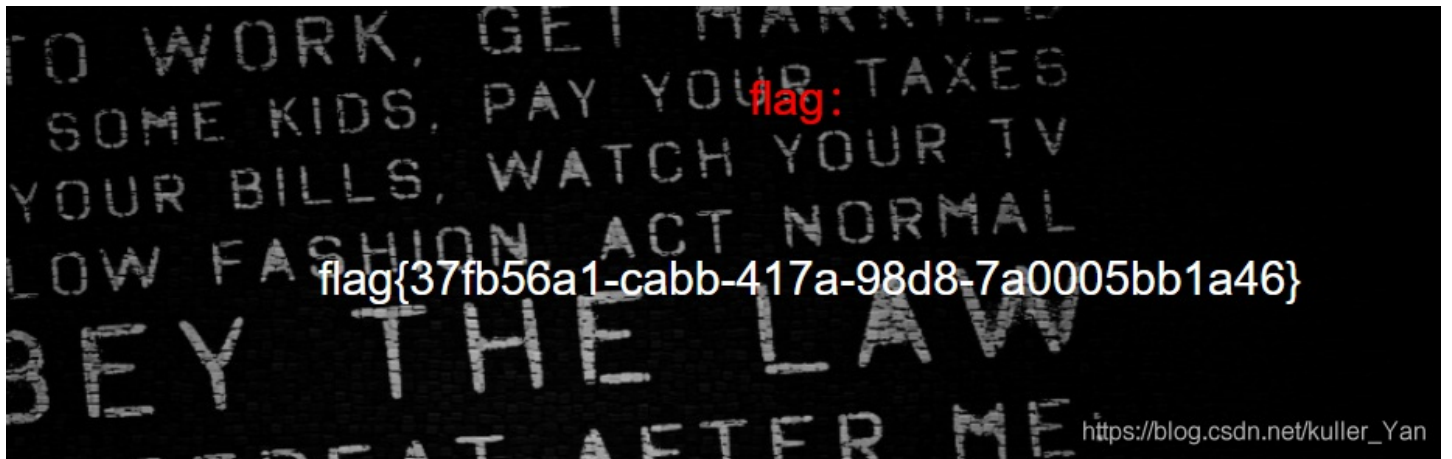 TO WORK, GET MARRIED
SOME KIDS, PAY YOUR TAXES
flag:
YOUR BILLS, WATCH YOUR TV
LOW FASHION, ACT NORMAL
flag{37fb56a1-cabb-417a-98d8-7a0005bb1a46}
BEY THE LAW
AFTER ME
https://blog.csdn.net/kuller_Yan